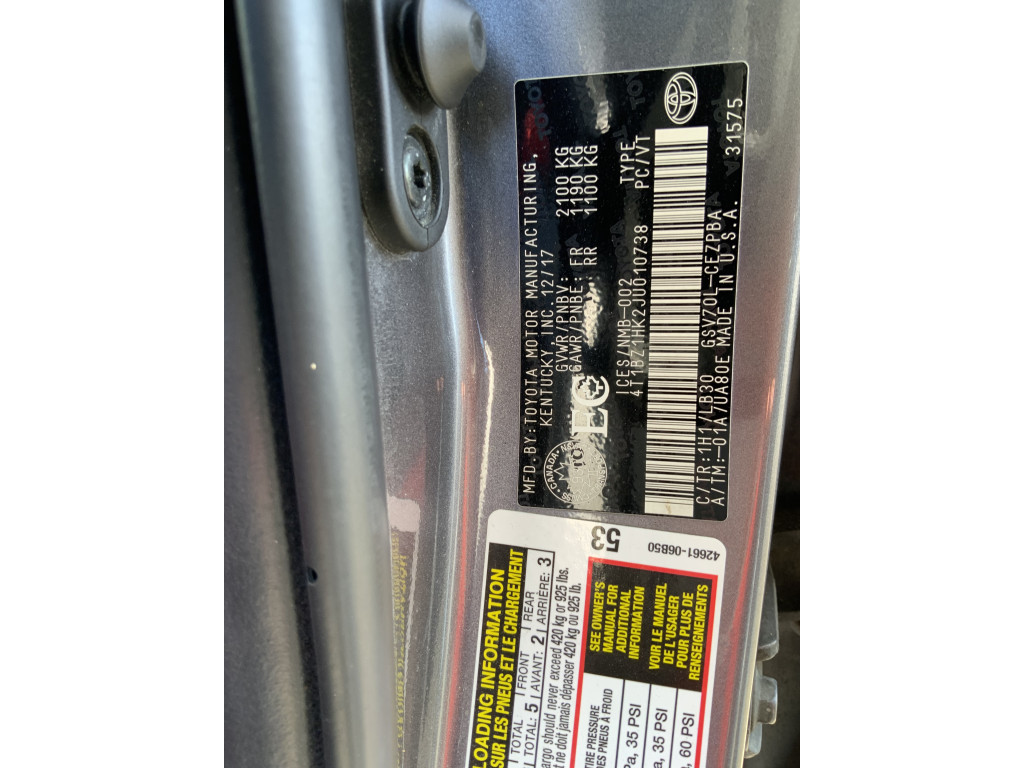 MFD. BY: TOYOTA MOTOR MANUFACTURING,
KENTUCKY, INC. 12/17
GVWR/PNBV: 2100 KG
GAWR/PNBE: FR 1190 KG
RR 1100 KG
CANADA
EC
ICES/NMB-002 TYPE
4T1BZ1HK2JU010738 PC/VT
C/TR:1H1/LB30 GSV70L-CEZPBA
A/TM:-01A/UA80E MADE IN U.S.A. 31575
53
42661-06B50
LOADING INFORMATION
SUR LES PNEUS ET LE CHARGEMENT
TOTAL FRONT REAR
TOTAL: 5 AVANT: 2 ARRIÈRE: 3
should never exceed 420 kg or 925 lbs.
ne doit jamais dépasser 420 kg ou 925 lb.
TIRE PRESSURE
DES PNEUS À FROID
35 PSI
35 PSI
60 PSI
SEE OWNER'S
MANUAL FOR
ADDITIONAL
INFORMATION
VOIR LE MANUEL
DE L'USAGER
POUR PLUS DE
RENSEIGNEMENTS